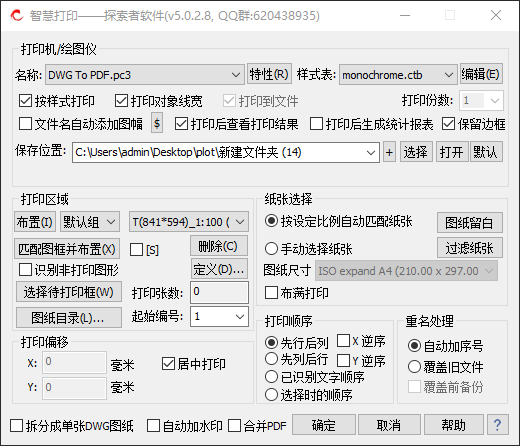 智慧打印——探索者软件(v5.0.2.8, QQ群:620438935)
打印机/绘图仪
名称: DWG To PDF.pc3 特性(R) 样式表: monochrome.ctb 编辑(E)
按样式打印 打印对象线宽 打印到文件 打印份数: 1
文件名自动添加图幅 $ 打印后查看打印结果 打印后生成统计报表 保留边框
保存位置: C:\Users\admin\Desktop\plot\新建文件夹 (14) + 选择 打开 默认
打印区域
布置(I) 默认组 T(841*594)_1:100 (
匹配图框并布置(X) [S] 删除(C)
识别非打印图形 定义(D)...
选择待打印框(W) 打印张数: 0
图纸目录(L)... 起始编号: 1
打印偏移
X: 0 毫米 居中打印
Y: 0 毫米
纸张选择
按设定比例自动匹配纸张 图纸留白
手动选择纸张 过滤纸张
图纸尺寸 ISO expand A4 (210.00 x 297.00
布满打印
打印顺序
先行后列 X 逆序
先列后行 Y 逆序
已识别文字顺序
选择时的顺序
重名处理
自动加序号
覆盖旧文件
覆盖前备份
拆分成单张DWG图纸 自动加水印 合并PDF 确定 取消 帮助 ?